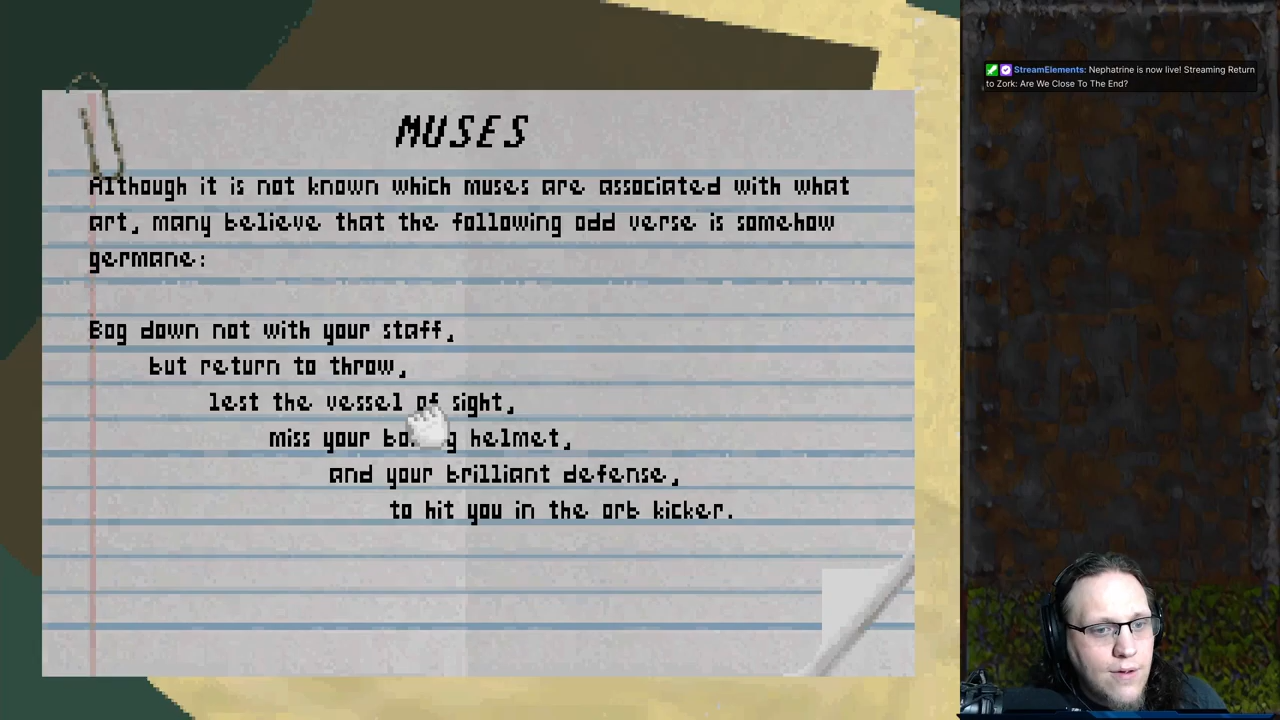 MUSES
Although it is not known which muses are associated with what
art, many believe that the following odd verse is somehow
germane:
Bog down not with your staff,
but return to throw,
lest the vessel of sight,
miss your helmet,
and your brilliant defense,
to hit you in the orb kicker.
StreamElements: Nephatrine is now live! Streaming Return
to Zork: Are We Close To The End?